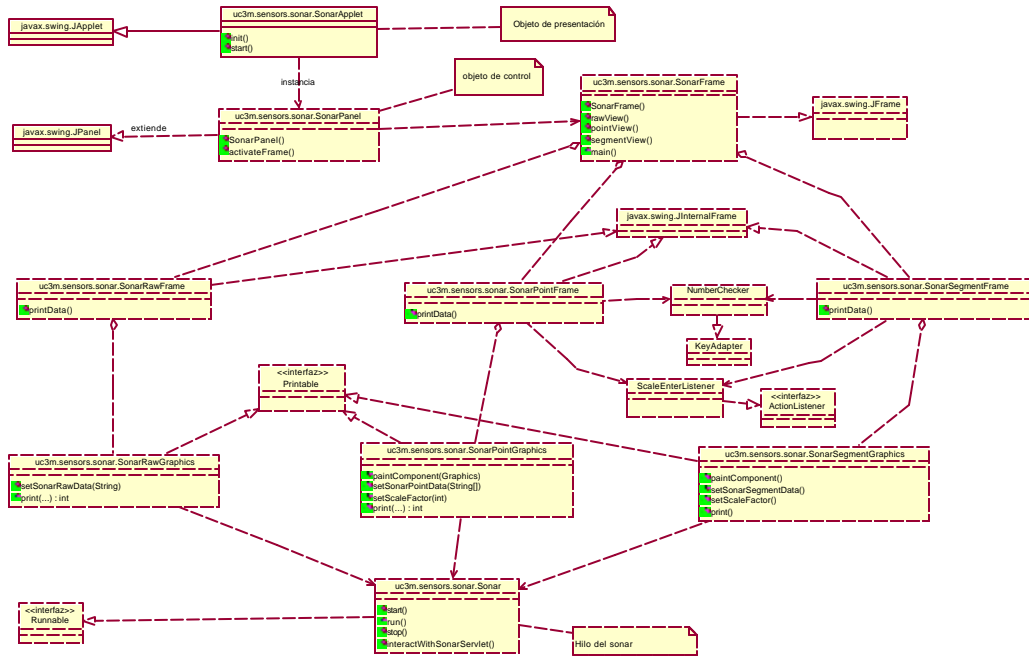 uc3m.sensors.sonar.SonarApplet
init()
start()
javax.swing.JApplet
Objeto de presentación
instancia
objeto de control
uc3m.sensors.sonar.SonarFrame
SonarFrame()
rawView()
pointView()
segmentView()
main()
javax.swing.JFrame
uc3m.sensors.sonar.SonarPanel
SonarPanel()
activateFrame()
javax.swing.JPanel
extiende
javax.swing.JInternalFrame
uc3m.sensors.sonar.SonarRawFrame
printData()
uc3m.sensors.sonar.SonarPointFrame
printData()
NumberChecker
uc3m.sensors.sonar.SonarSegmentFrame
printData()
KeyAdapter
<<interfaz>>
Printable
ScaleEnterListener
<<interfaz>>
ActionListener
uc3m.sensors.sonar.SonarRawGraphics
setSonarRawData(String)
print(...) : int
uc3m.sensors.sonar.SonarPointGraphics
paintComponent(Graphics)
setSonarPointData(String[])
setScaleFactor(int)
print(...) : int
uc3m.sensors.sonar.SonarSegmentGraphics
paintComponent()
setSonarSegmentData()
setScaleFactor()
print()
uc3m.sensors.sonar.Sonar
start()
run()
stop()
interactWithSonarServlet()
<<interfaz>>
Runnable
Hilo del sonar